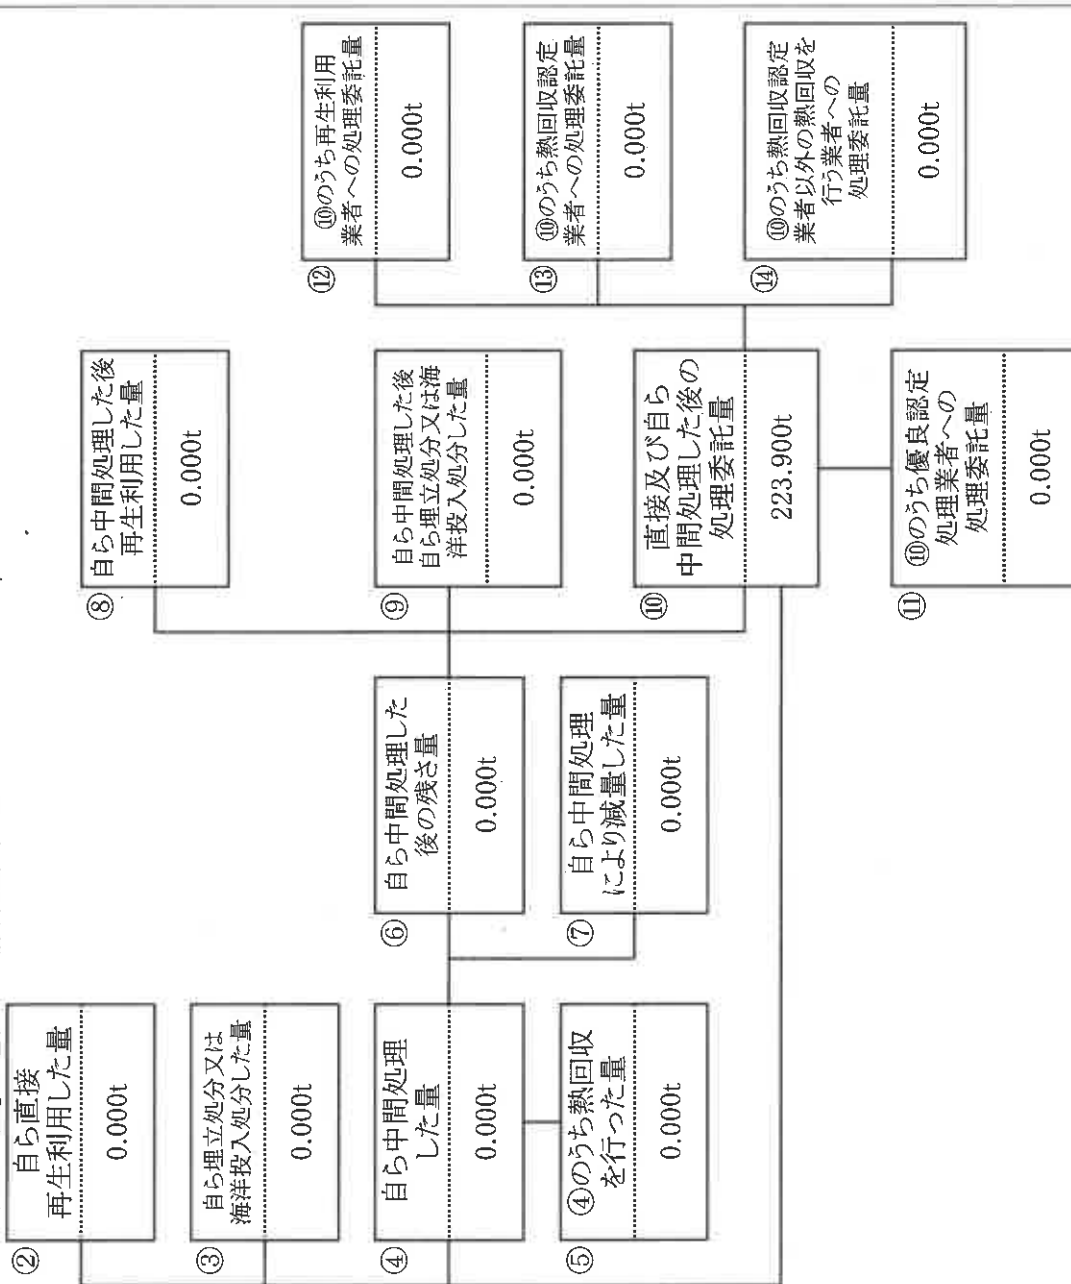 ②
自ら直接
再生利用した量
0.000t
③
自ら埋立処分又は
海洋投入処分した量
0.000t
④
自ら中間処理
した量
0.000t
⑤
④のうち熱回収
を行った量
0.000t
⑥
自ら中間処理した
後の残さ量
0.000t
⑦
自ら中間処理
により減量した量
0.000t
⑧
自ら中間処理した後
再生利用した量
0.000t
⑨
自ら中間処理した後
自ら埋立処分又は海
洋投入処分した量
0.000t
⑩
直接及び自ら
中間処理した後の
処理委託量
223.900t
⑪
⑩のうち優良認定
処理業者への
処理委託量
0.000t
⑫
⑩のうち再生利用
業者への処理委託量
0.000t
⑬
⑩のうち熱回収認定
業者への処理委託量
0.000t
⑭
⑩のうち熱回収認定
業者以外の熱回収を
行う業者への
処理委託量
0.000t